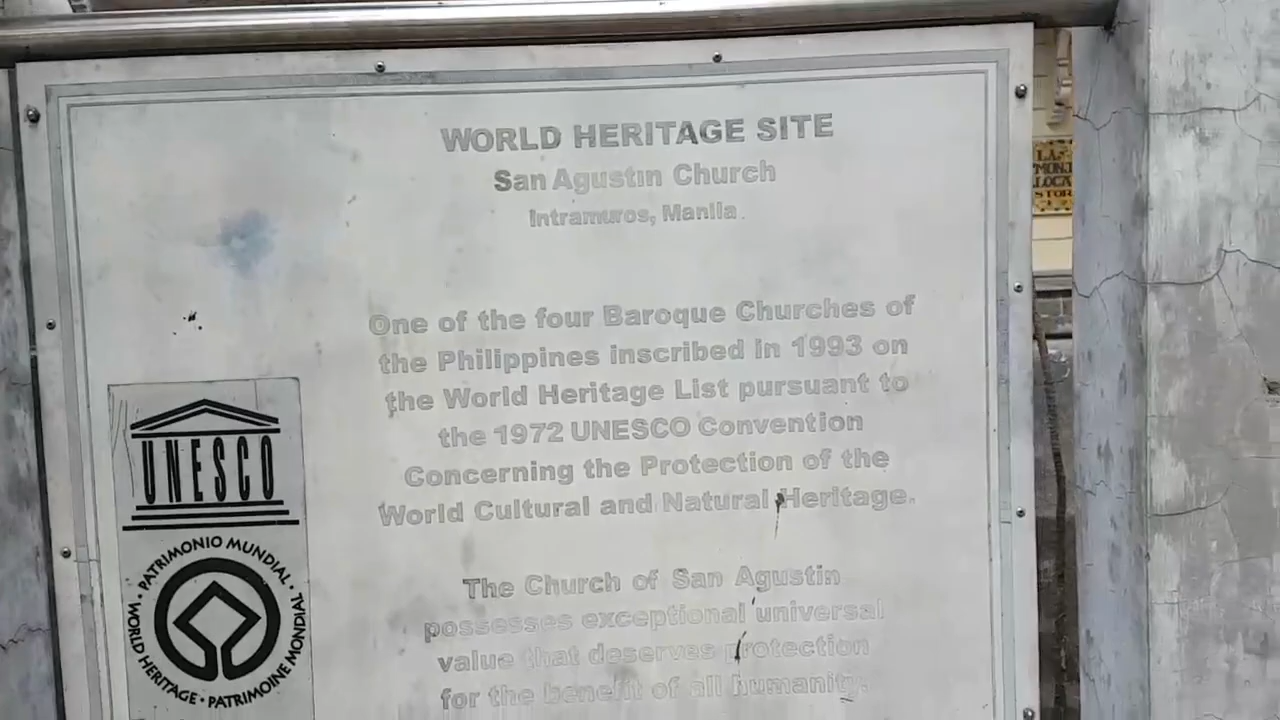 WORLD HERITAGE SITE
San Agustin Church
Intramuros, Manila.
One of the four Baroque Churches of
the Philippines inscribed in 1993 on
the World Heritage List pursuant to
the 1972 UNESCO Convention
Concerning the Protection of the
World Cultural and Natural Heritage.
The Church of San Agustin
possesses exceptional universal
value that deserves protection
for the benefit of all humanity.
UNESCO
PATRIMONIO MUNDIAL •
WORLD HERITAGE • PATRIMOINE MONDIAL
LA